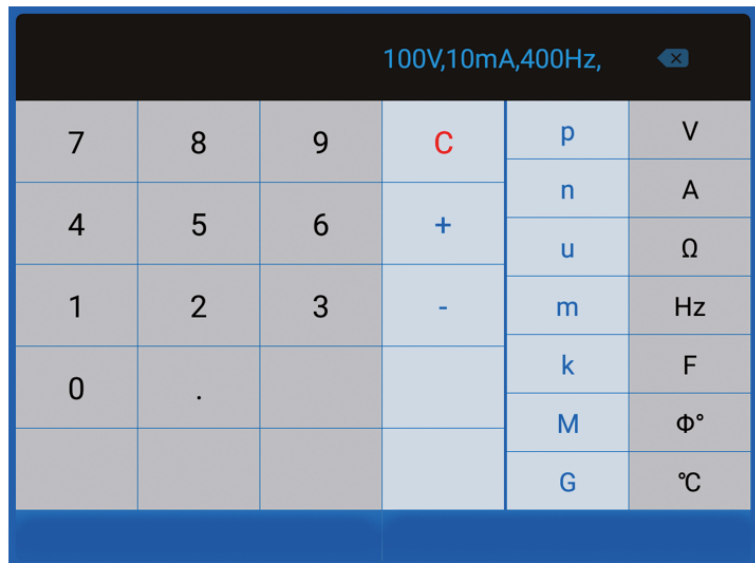 100V,10mA,400Hz,
7 8 9 C p V
n A
4 5 6 + u Ω
1 2 3 - m Hz
k F
0 . M Φ°
G ℃